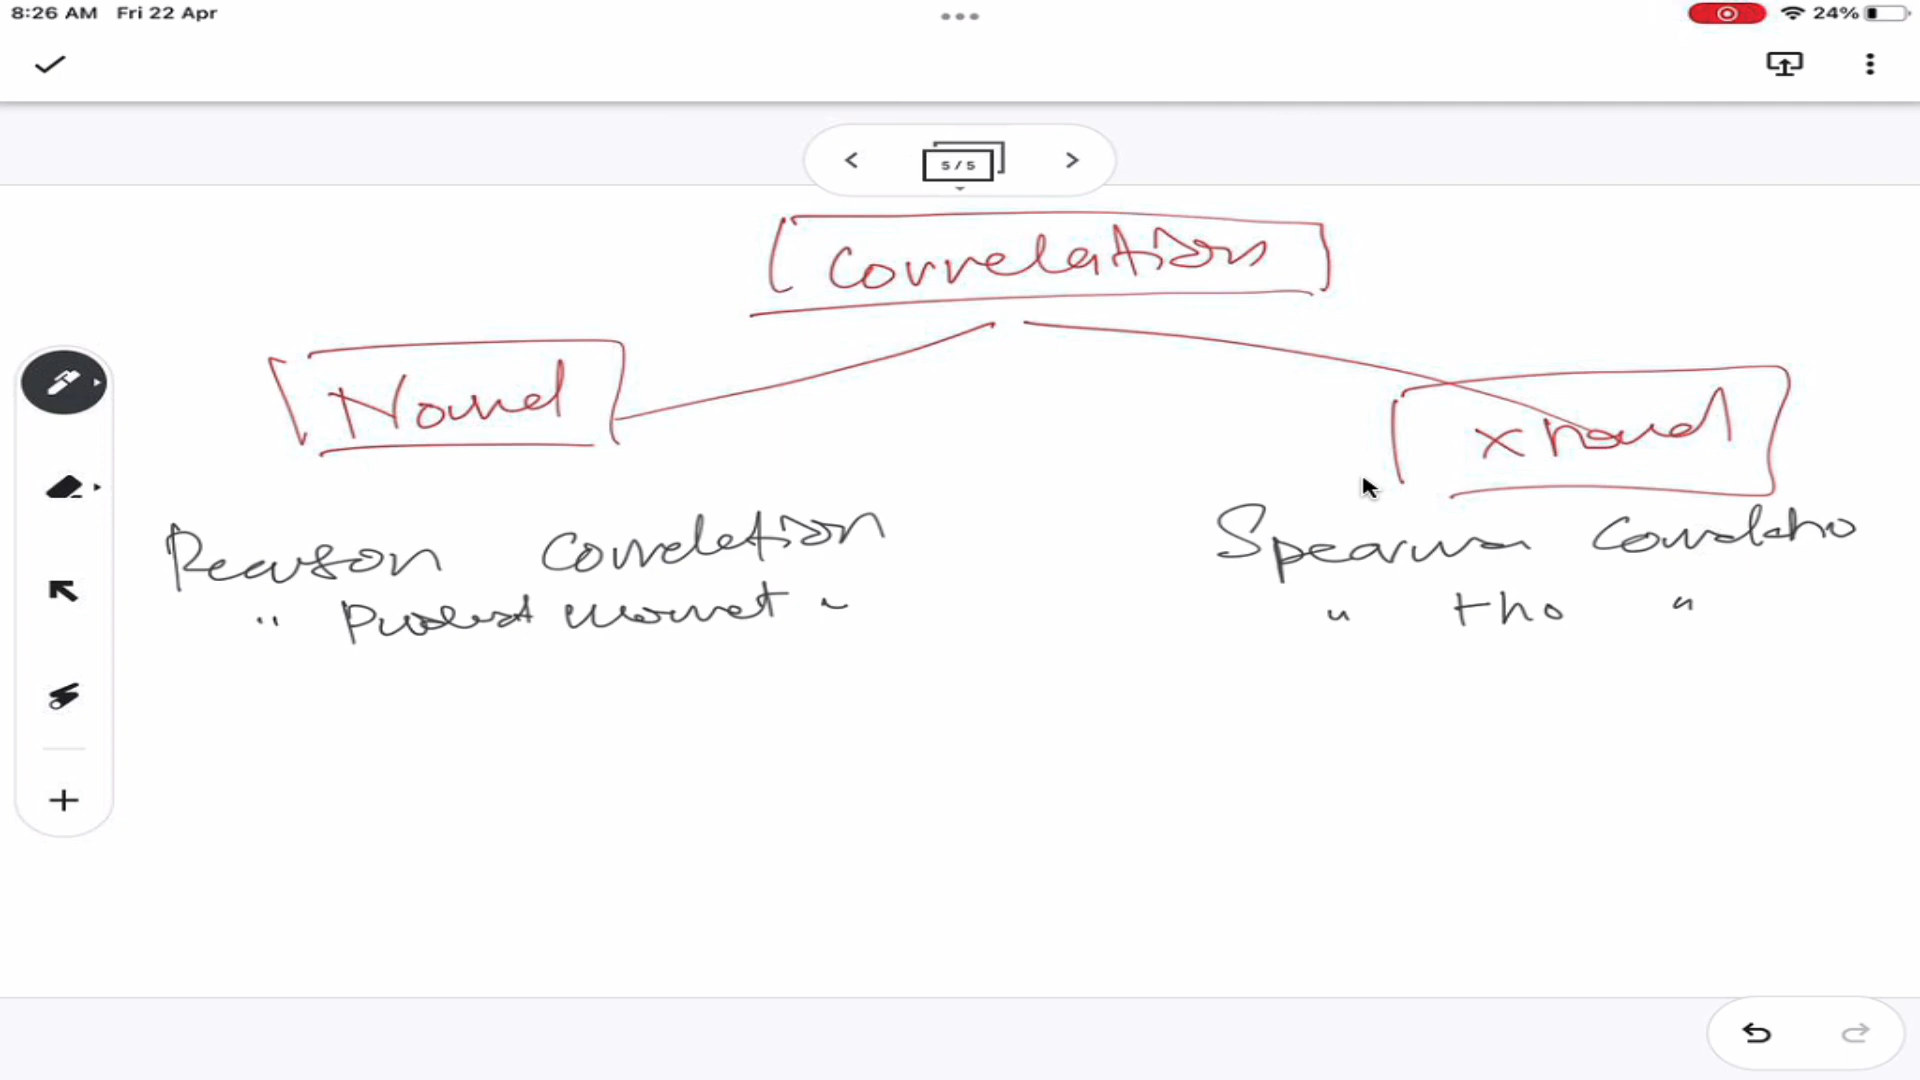 8:26 AM Fri 22 Apr
24%
5 / 5
Correlation
Normal
x normal
Pearson Correlation
" Product moment "
Spearman Correlation
" rho "